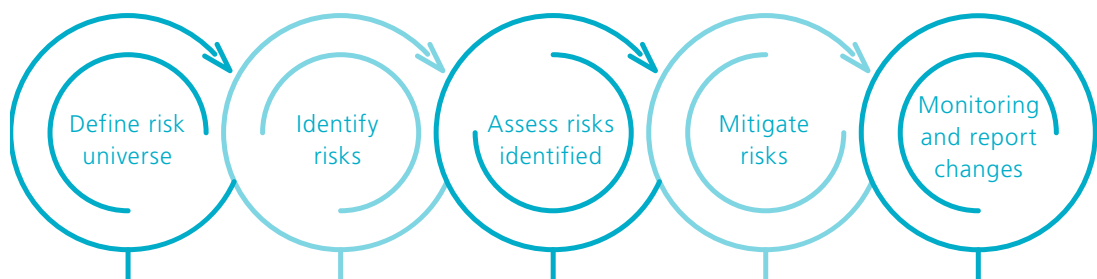 Define risk
universe
Identify
risks
Assess risks
identified
Mitigate
risks
Monitoring
and report
changes